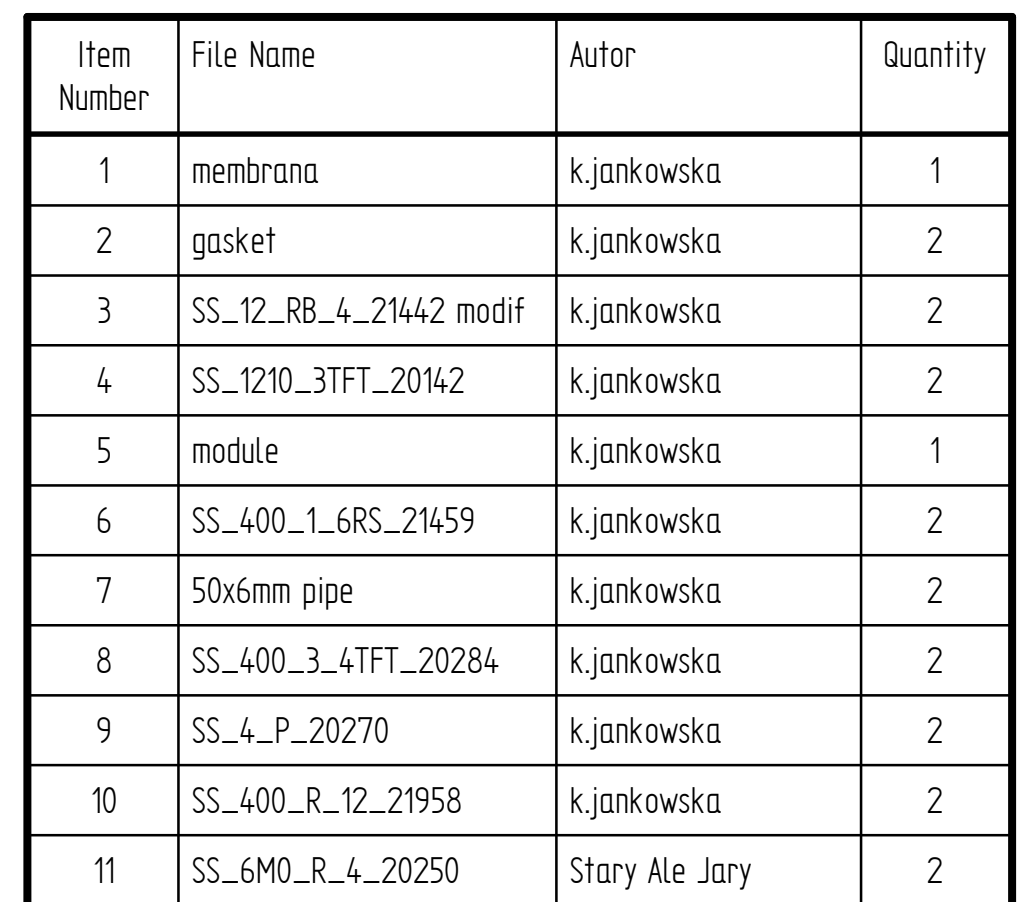 Item Number File Name Autor Quantity
1 membrana k.jankowska 1
2 gasket k.jankowska 2
3 SS_12_RB_4_21442 modif k.jankowska 2
4 SS_1210_3TFT_20142 k.jankowska 2
5 module k.jankowska 1
6 SS_400_1_6RS_21459 k.jankowska 2
7 50x6mm pipe k.jankowska 2
8 SS_400_3_4TFT_20284 k.jankowska 2
9 SS_4_P_20270 k.jankowska 2
10 SS_400_R_12_21958 k.jankowska 2
11 SS_6M0_R_4_20250 Stary Ale Jary 2